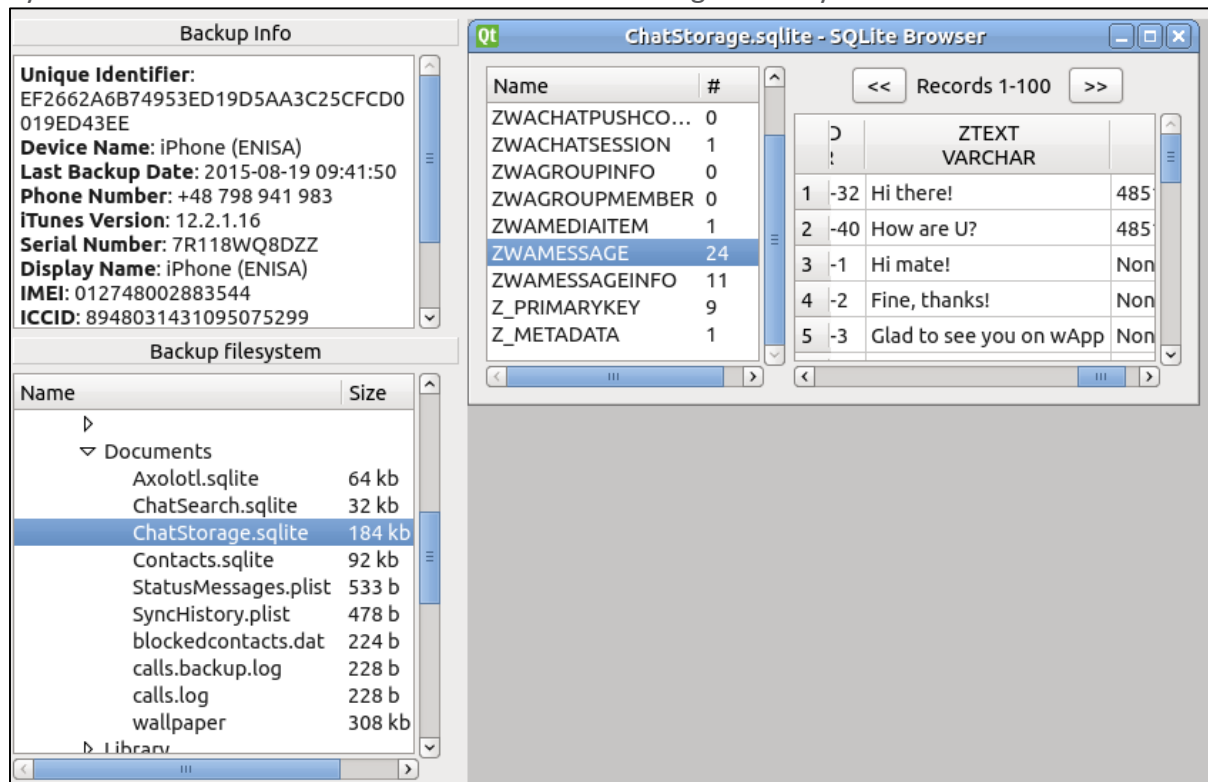 Backup Info
Unique Identifier:
EF2662A6B74953ED19D5AA3C25CFCD0
019ED43EE
Device Name: iPhone (ENISA)
Last Backup Date: 2015-08-19 09:41:50
Phone Number: +48 798 941 983
iTunes Version: 12.2.1.16
Serial Number: 7R118WQ8DZZ
Display Name: iPhone (ENISA)
IMEI: 012748002883544
ICCID: 8948031431095075299
Backup filesystem
Name Size
Documents
Axolotl.sqlite 64 kb
ChatSearch.sqlite 32 kb
ChatStorage.sqlite 184 kb
Contacts.sqlite 92 kb
StatusMessages.plist 533 b
SyncHistory.plist 478 b
blockedcontacts.dat 224 b
calls.backup.log 228 b
calls.log 228 b
wallpaper 308 kb
Library
Qt ChatStorage.sqlite - SQLite Browser
Name #
ZWACHATPUSHCO... 0
ZWACHATSESSION 1
ZWAGROUPINFO 0
ZWAGROUPMEMBER 0
ZWAMEDIAITEM 1
ZWAMESSAGE 24
ZWAMESSAGEINFO 11
Z_PRIMARYKEY 9
Z_METADATA 1
<< Records 1-100 >>
ZTEXT
VARCHAR
1 -32 Hi there! 485
2 -40 How are U? 485
3 -1 Hi mate! Non
4 -2 Fine, thanks! Non
5 -3 Glad to see you on wApp Non